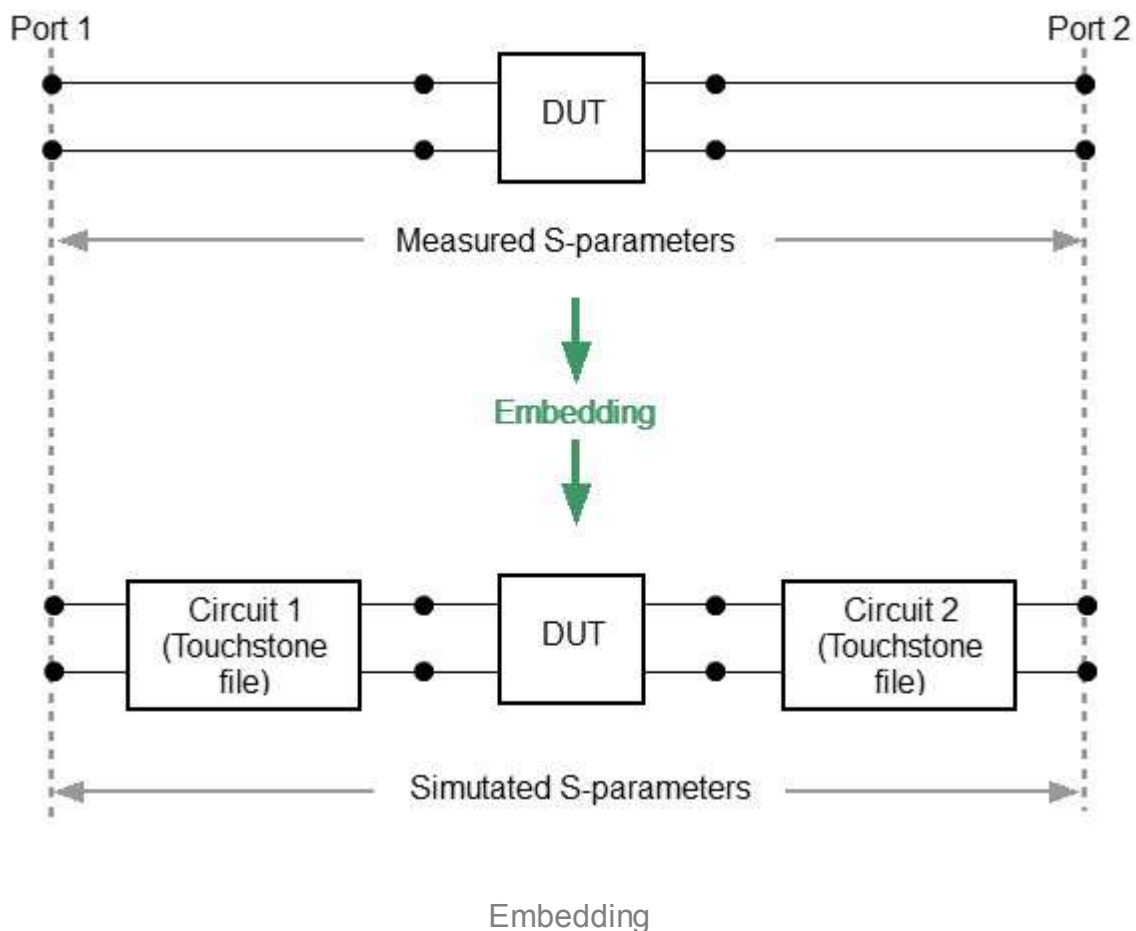 Port 1
Port 2
DUT
Measured S-parameters
Embedding
Circuit 1
(Touchstone
file)
DUT
Circuit 2
(Touchstone
file)
Simutated S-parameters
Embedding